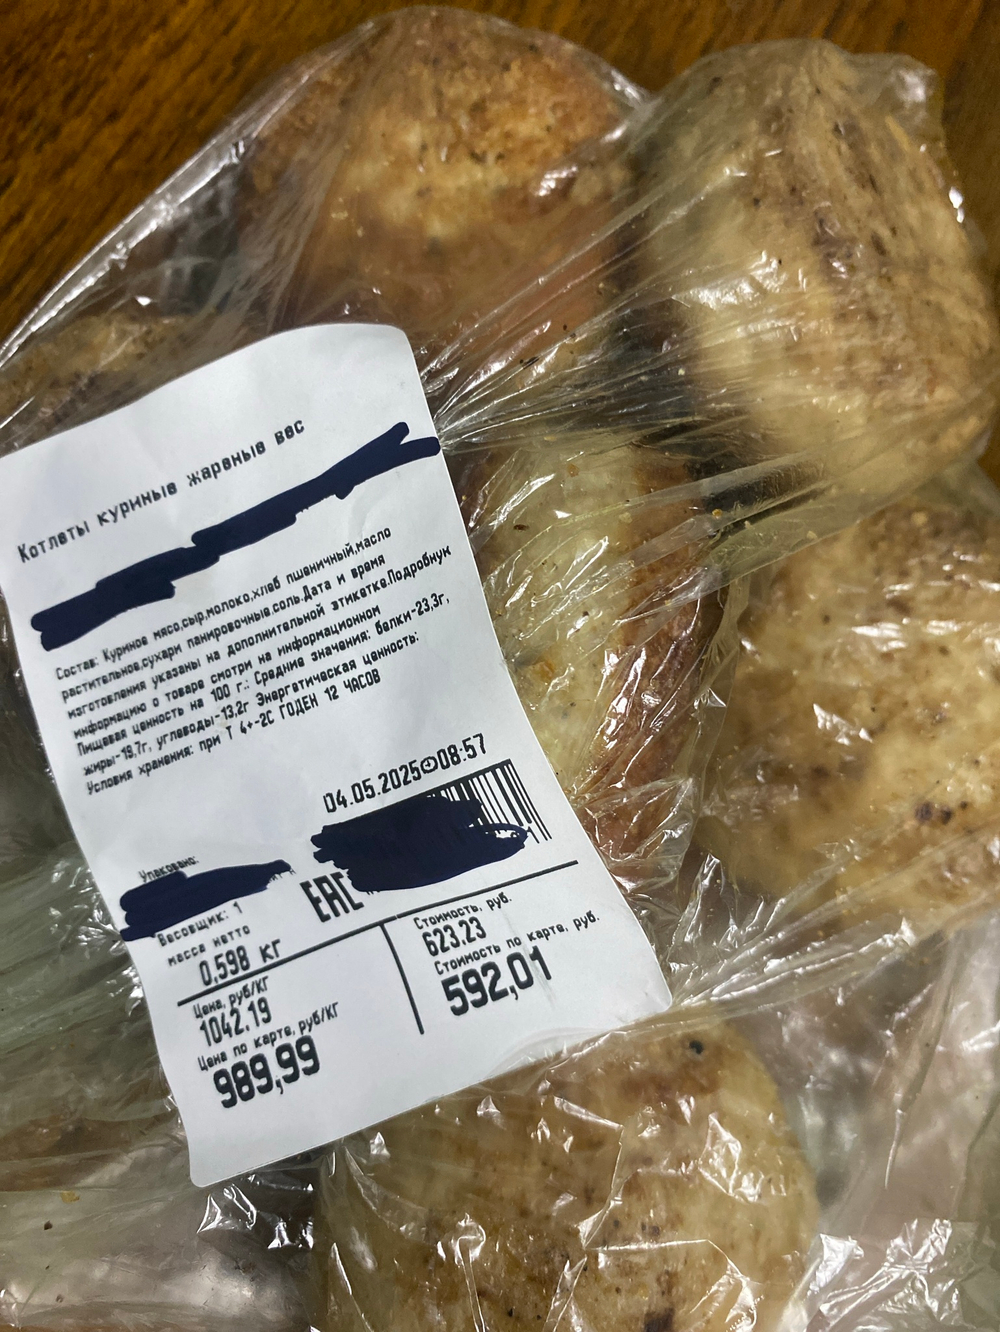 Котлеты куриные жареные вес
Состав: Куриное мясо,сыр,молоко,хлеб пшеничный,масло
растительное,сухари панировочные,соль.Дата и время
изготовления указаны на дополнительной этикетке.Подробную
информацию о товаре смотри на информационном
Пищевая ценность на 100 г.: Средние значения: белки-23,3г,
жиры-19,7г, углеводы-13,2г Энергетическая ценность:
Условия хранения: при Т 4+-2С ГОДЕН 12 ЧАСОВ
04.05.2025 08:57
Упаковано:
Весовщик: 1
EAC
масса нетто
0,598 кг
Стоимость, руб.
623.23
Цена, руб/кг
1042.19
Стоимость по карте, руб.
592,01
Цена по карте, руб/кг
989,99